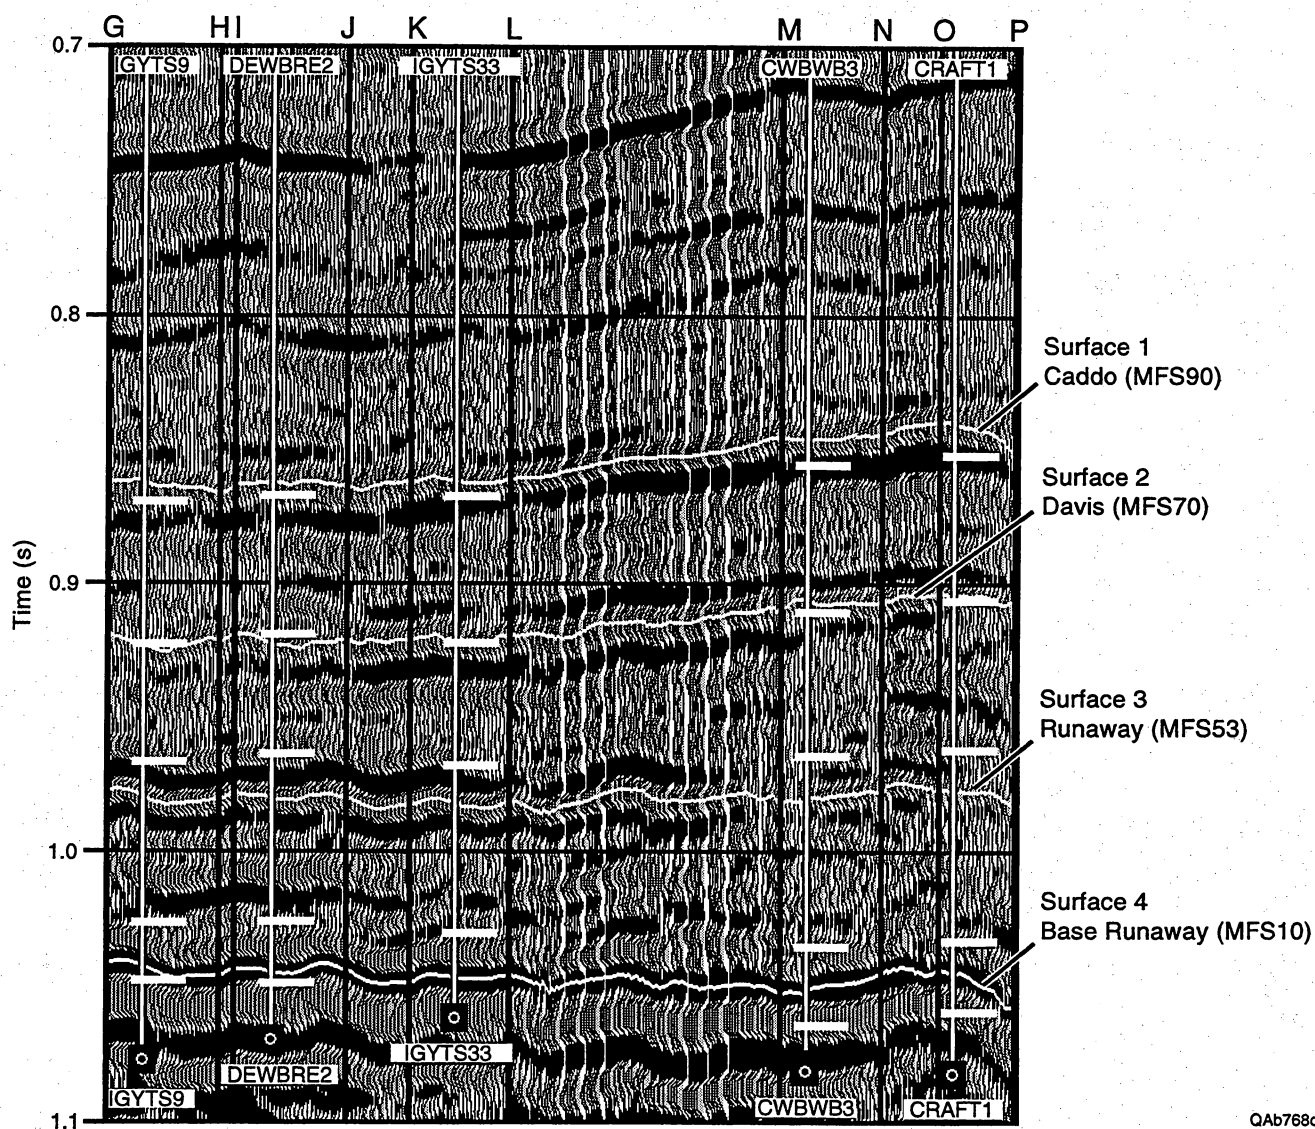 G H I J K L M N O P
0.7
IGYTS9 DEWBRE2 IGYTS33 CWBWB3 CRAFT1
0.8
Surface 1
Caddo (MFS90)
Surface 2
Davis (MFS70)
0.9
Time (s)
Surface 3
Runaway (MFS53)
1.0
Surface 4
Base Runaway (MFS10)
IGYTS33
DEWBRE2
IGYTS9 CWBWB3 CRAFT1
1.1